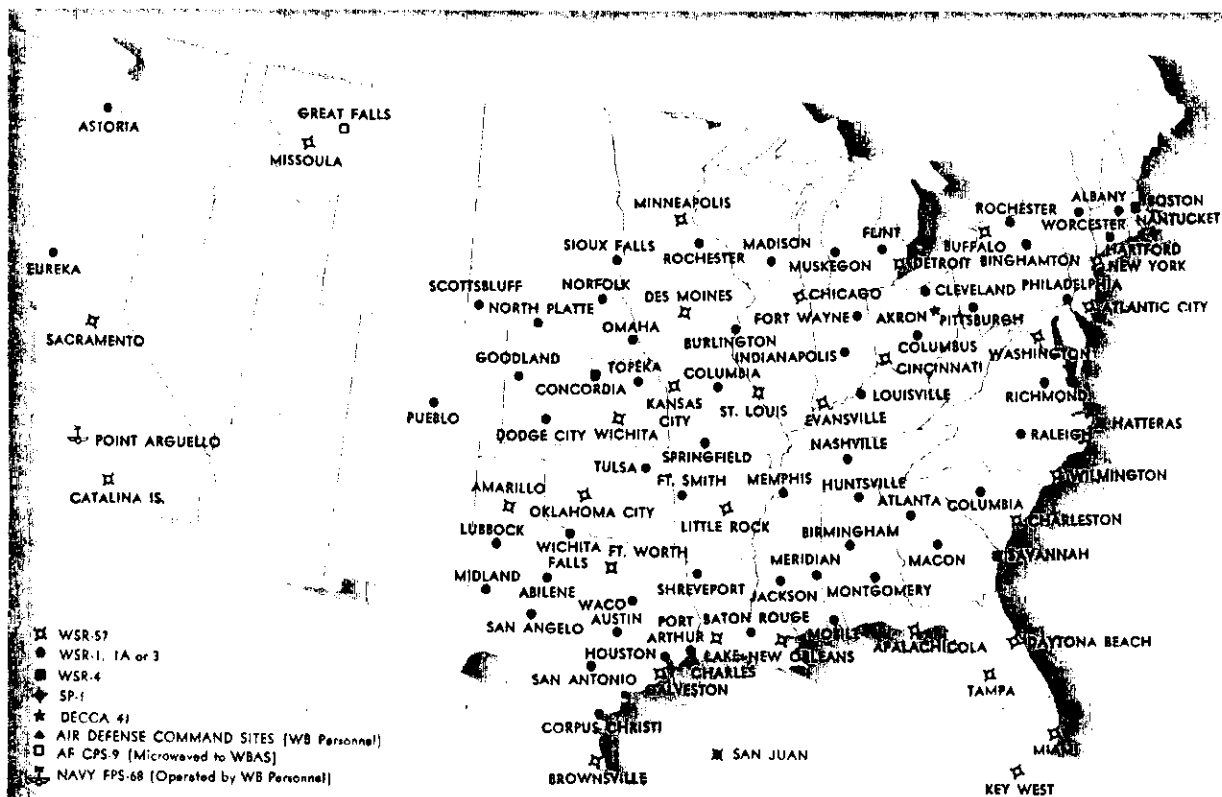 ASTORIA
GREAT FALLS
MISSOULA
MINNEAPOLIS
ROCHESTER
ALBANY
BOSTON
WORCESTER
NANTUCKET
SIOUX FALLS
ROCHESTER
MADISON
MUSKEGON
FLINT
BUFFALO
BINGHAMTON
HARTFORD
DETROIT
NEW YORK
EUREKA
SCOTTSBLUFF
NORFOLK
NORTH PLATTE
DES MOINES
CHICAGO
CLEVELAND
PHILADELPHIA
ATLANTIC CITY
SACRAMENTO
OMAHA
BURLINGTON
FORT WAYNE
AKRON
PITTSBURGH
COLUMBUS
WASHINGTON
GOODLAND
TOPEKA
INDIANAPOLIS
CINCINNATI
CONCORDIA
COLUMBIA
KANSAS
CITY
ST. LOUIS
LOUISVILLE
RICHMOND
PUEBLO
EVANSVILLE
POINT ARGUELLO
DODGE CITY
WICHITA
NASHVILLE
RALEIGH
HATTERAS
SPRINGFIELD
TULSA
CATALINA IS.
FT. SMITH
MEMPHIS
HUNTSVILLE
WILMINGTON
AMARILLO
OKLAHOMA CITY
LITTLE ROCK
ATLANTA
COLUMBIA
LUBBOCK
BIRMINGHAM
CHARLESTON
WICHITA
FALLS
FT. WORTH
MERIDIAN
MACON
SAVANNAH
MIDLAND
ABILENE
SHREVEPORT
JACKSON
MONTGOMERY
WACO
SAN ANGELO
AUSTIN
PORT
ARTHUR
BATON ROUGE
APALACHICOLA
DAYTONA BEACH
HOUSTON
LAKE
CHARLES
NEW ORLEANS
SAN ANTONIO
GALVESTON
TAMPA
CORPUS CHRISTI
MIAMI
BROWNSVILLE
SAN JUAN
KEY WEST
WSR-57
WSR-1, 1A or 3
WSR-4
SP-1
DECCA 41
AIR DEFENSE COMMAND SITES (WB Personnel)
AF CPS-9 (Microwaved to WBAS)
NAVY FPS-68 (Operated by WB Personnel)